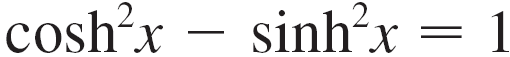 cosh²x − sinh²x = 1